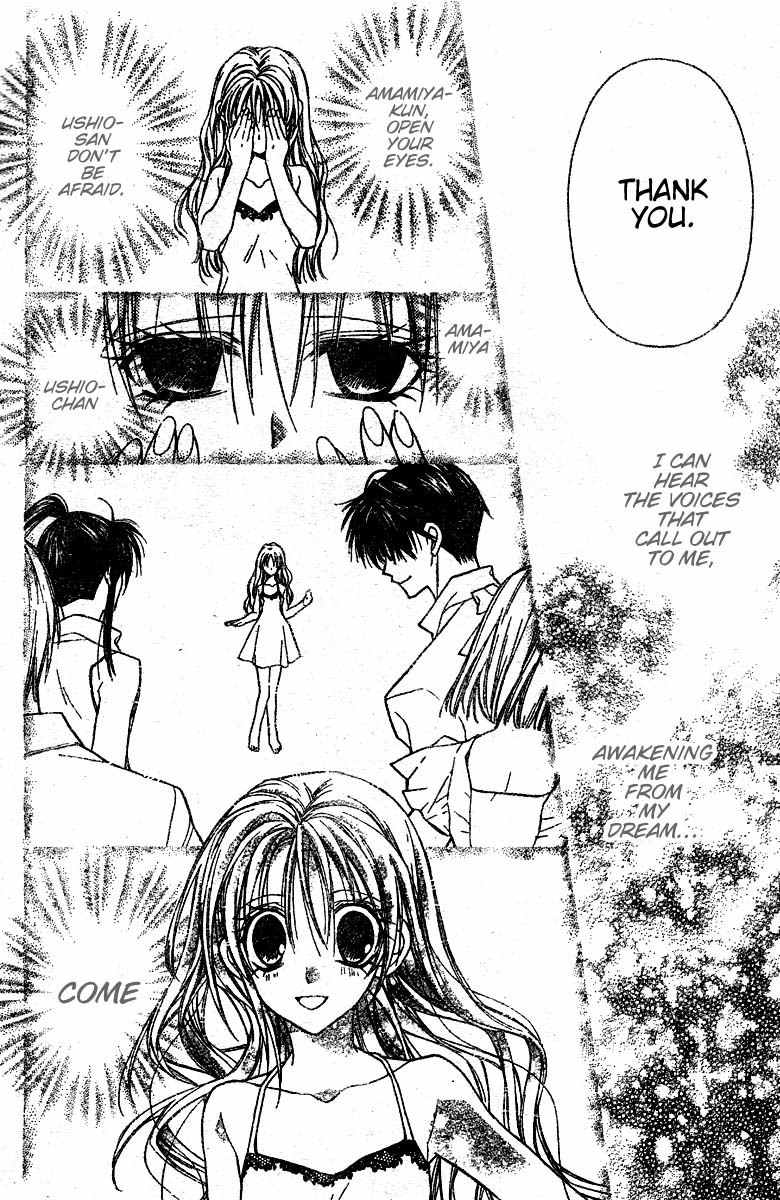 THANK
YOU.
AMAMIYA-
KUN,
OPEN
YOUR
EYES.
USHIO-
SAN
DON'T
BE
AFRAID.
AMA-
MIYA
USHIO-
CHAN
I CAN
HEAR
THE VOICES
THAT
CALL OUT
TO ME,
AWAKENING
ME
FROM
MY
DREAM...
COME